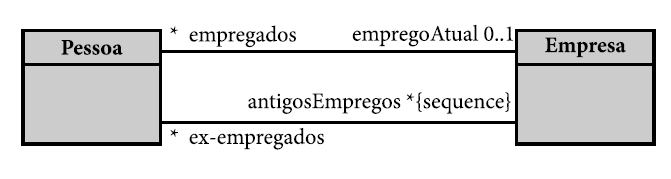 * empregados empregoAtual 0..1
Pessoa
Empresa
antigosEmpregos *{sequence}
* ex-empregados